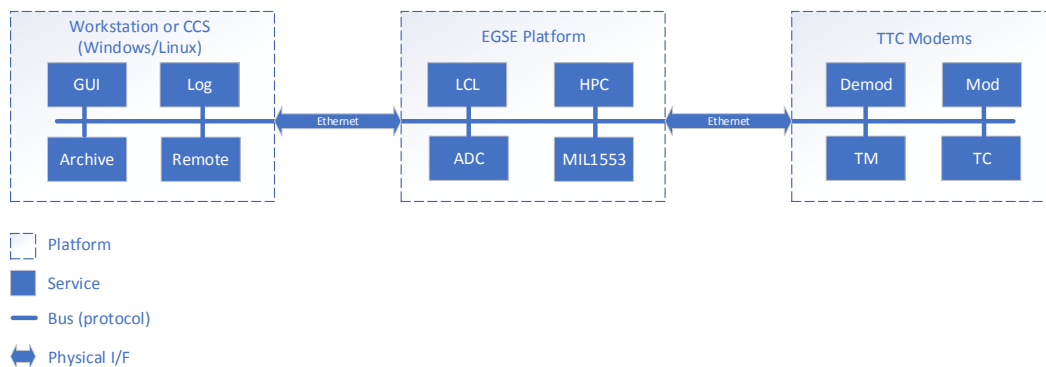 Workstation or CCS
(Windows/Linux)
GUI
Log
Archive
Remote
Ethernet
EGSE Platform
LCL
HPC
ADC
MIL1553
Ethernet
TTC Modems
Demod
Mod
TM
TC
Platform
Service
Bus (protocol)
Physical I/F